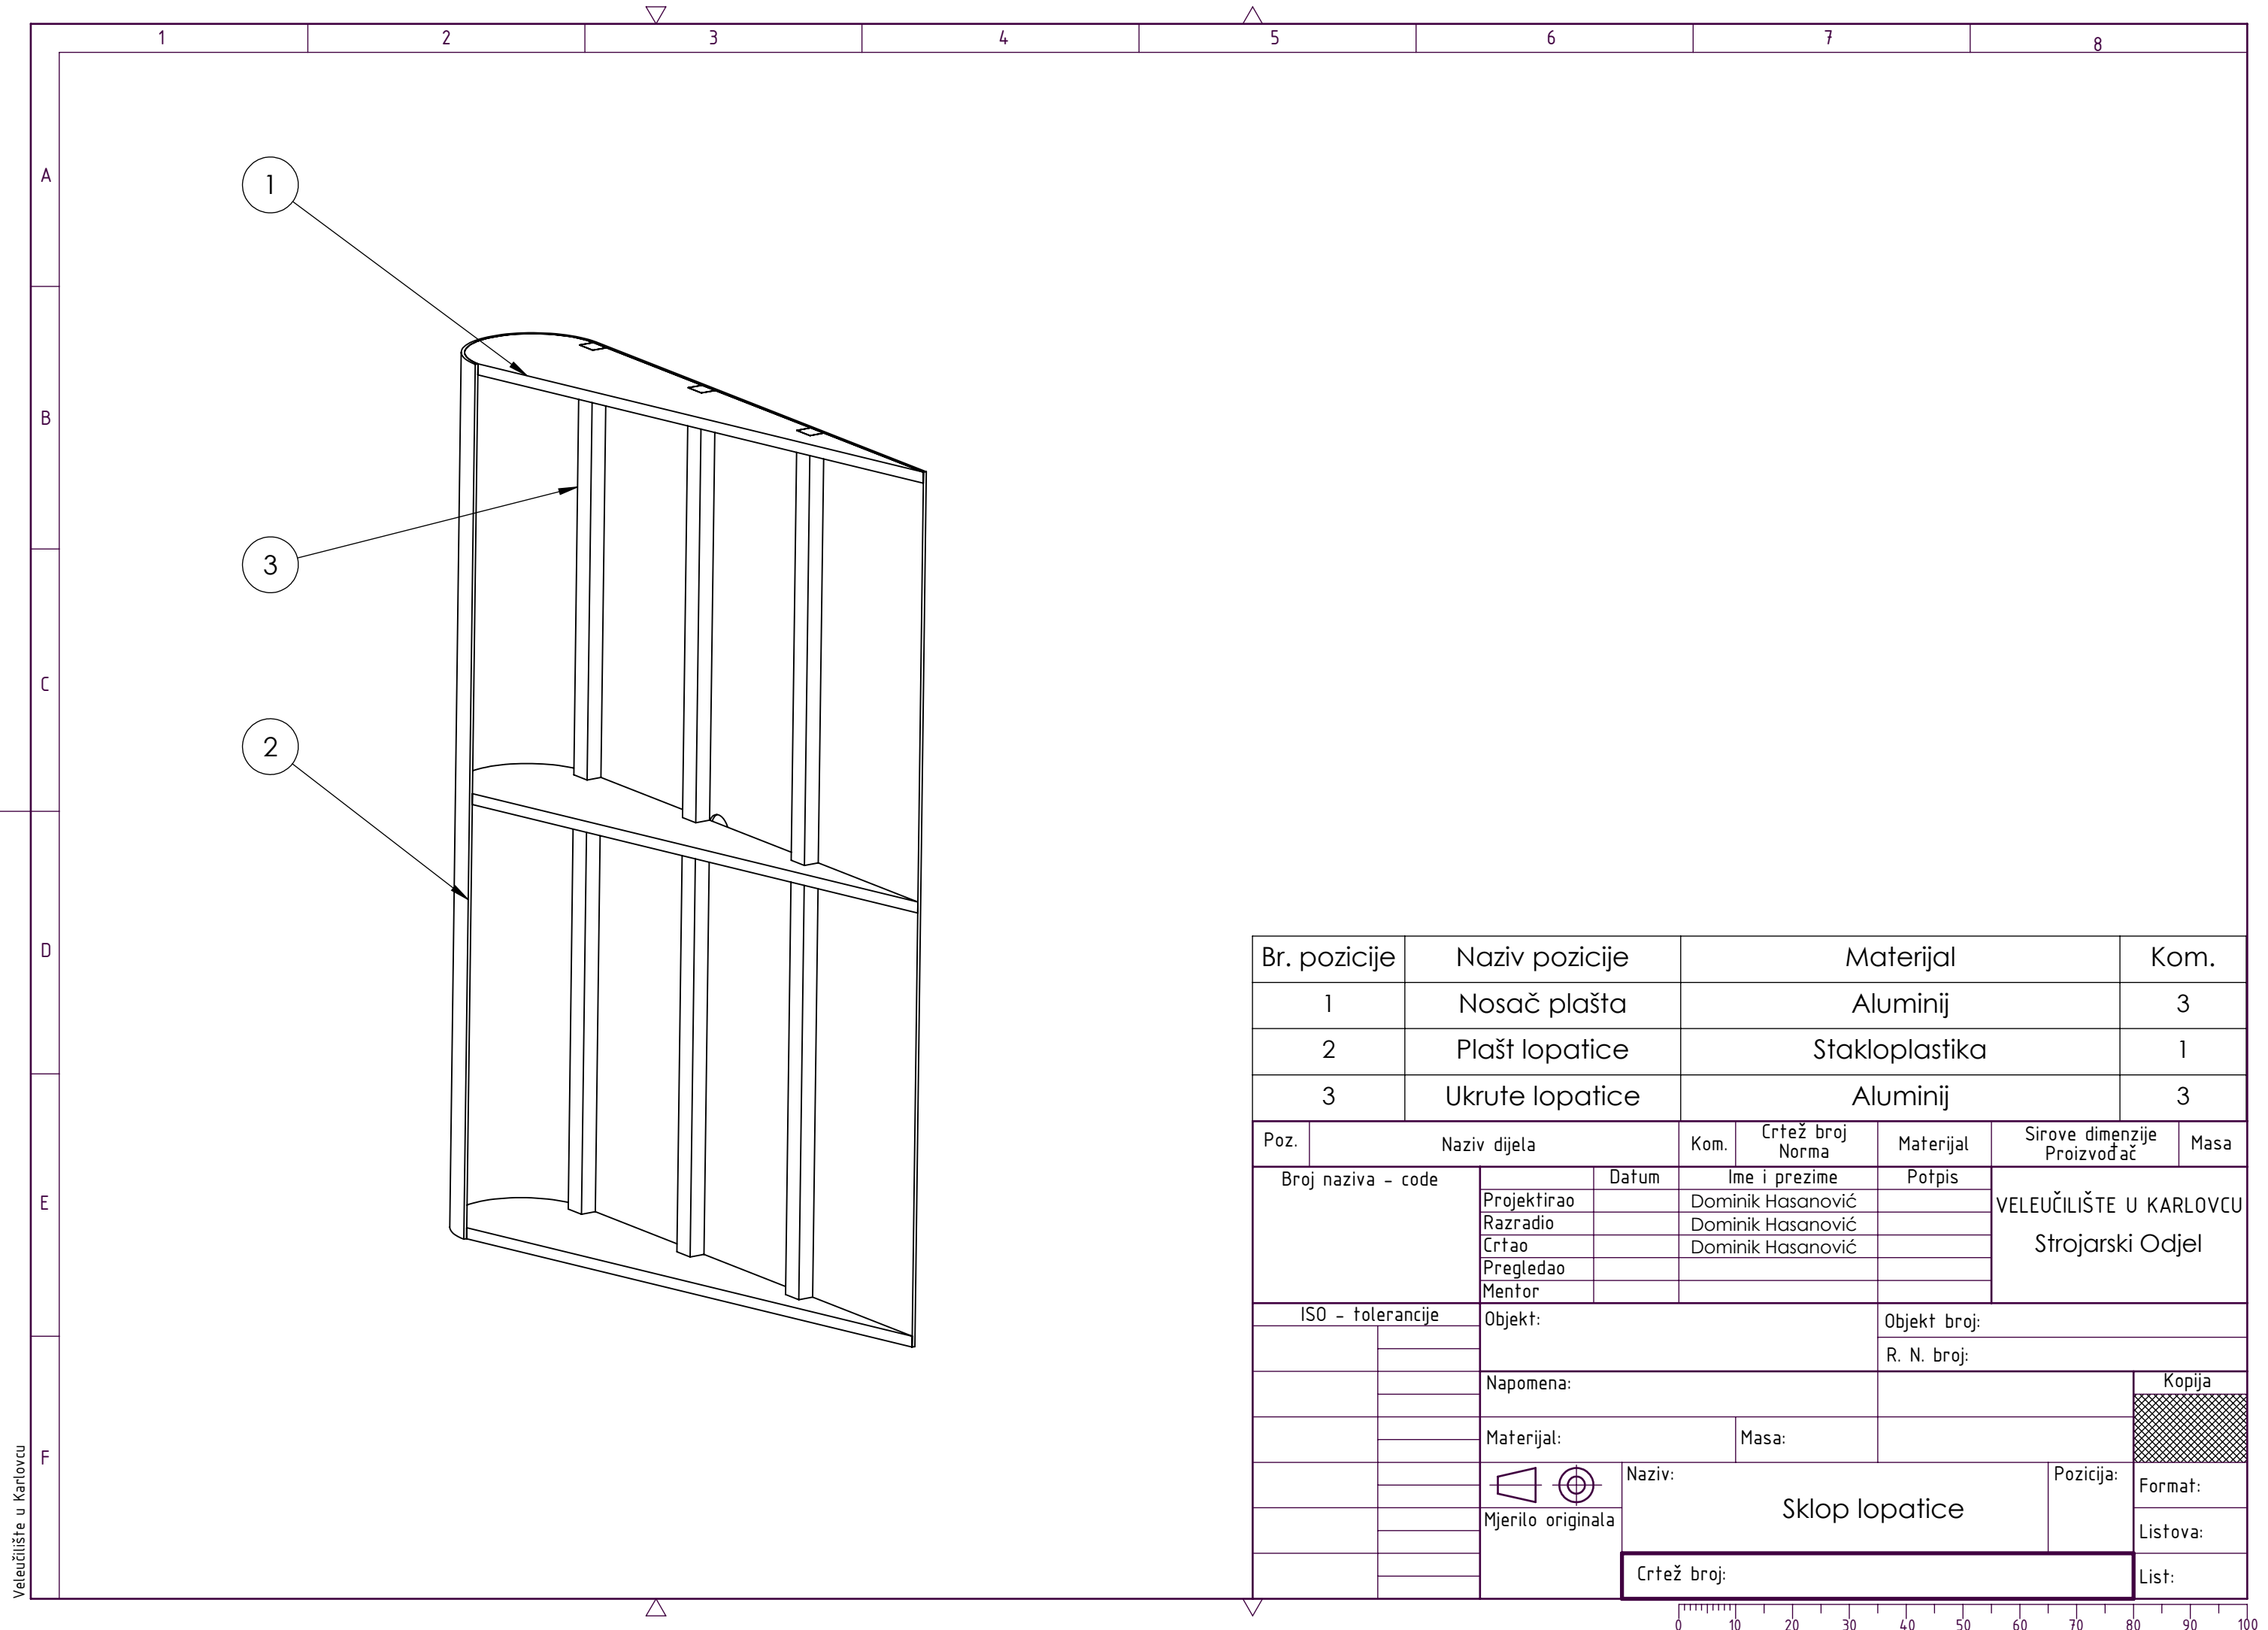 1 2 3 4 5 6 7 8
A
B
C
D
E
F
1
3
2
Br. pozicije Naziv pozicije Materijal Kom.
1 Nosač plašta Aluminij 3
2 Plašt lopatice Stakloplastika 1
3 Ukrute lopatice Aluminij 3
Poz. Naziv dijela Kom. Crtež broj Norma Materijal Sirove dimenzije Proizvođač Masa
Broj naziva - code Datum Ime i prezime Potpis
Projektirao Dominik Hasanović
Razradio Dominik Hasanović
Crtao Dominik Hasanović
Pregledao
Mentor
VELEUČILIŠTE U KARLOVCU
Strojarski Odjel
ISO - tolerancije
Objekt:
Objekt broj:
R. N. broj:
Napomena:
Kopija
Materijal: Masa:
Naziv:
Sklop lopatice
Pozicija:
Format:
Mjerilo originala
Listova:
Crtež broj:
List:
Veleučilište u Karlovcu
0 10 20 30 40 50 60 70 80 90 100